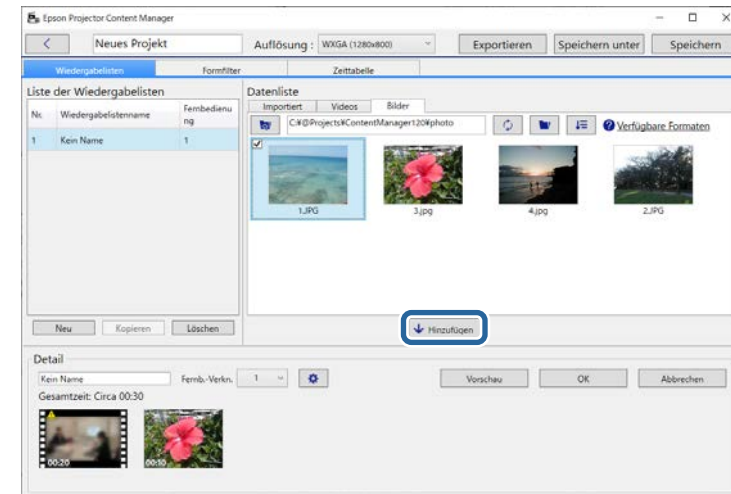 Epson Projector Content Manager
Neues Projekt
Auflösung : WXGA (1280x800)
Exportieren
Speichern unter
Speichern
Wiedergabelisten
Formfilter
Zeittabelle
Liste der Wiedergabelisten
Nr.
Wiedergabelistenname
Fernbedienu
ng
1 Kein Name 1
Neu
Kopieren
Löschen
Datenliste
Importiert
Videos
Bilder
C:¥@Projects¥ContentManager120¥photo
Verfügbare Formaten
1.JPG
3.jpg
4.jpg
2.JPG
Hinzufügen
Detail
Kein Name
Fernb.-Verkn. 1
Vorschau
OK
Abbrechen
Gesamtzeit: Circa 00:30
00:20
00:10